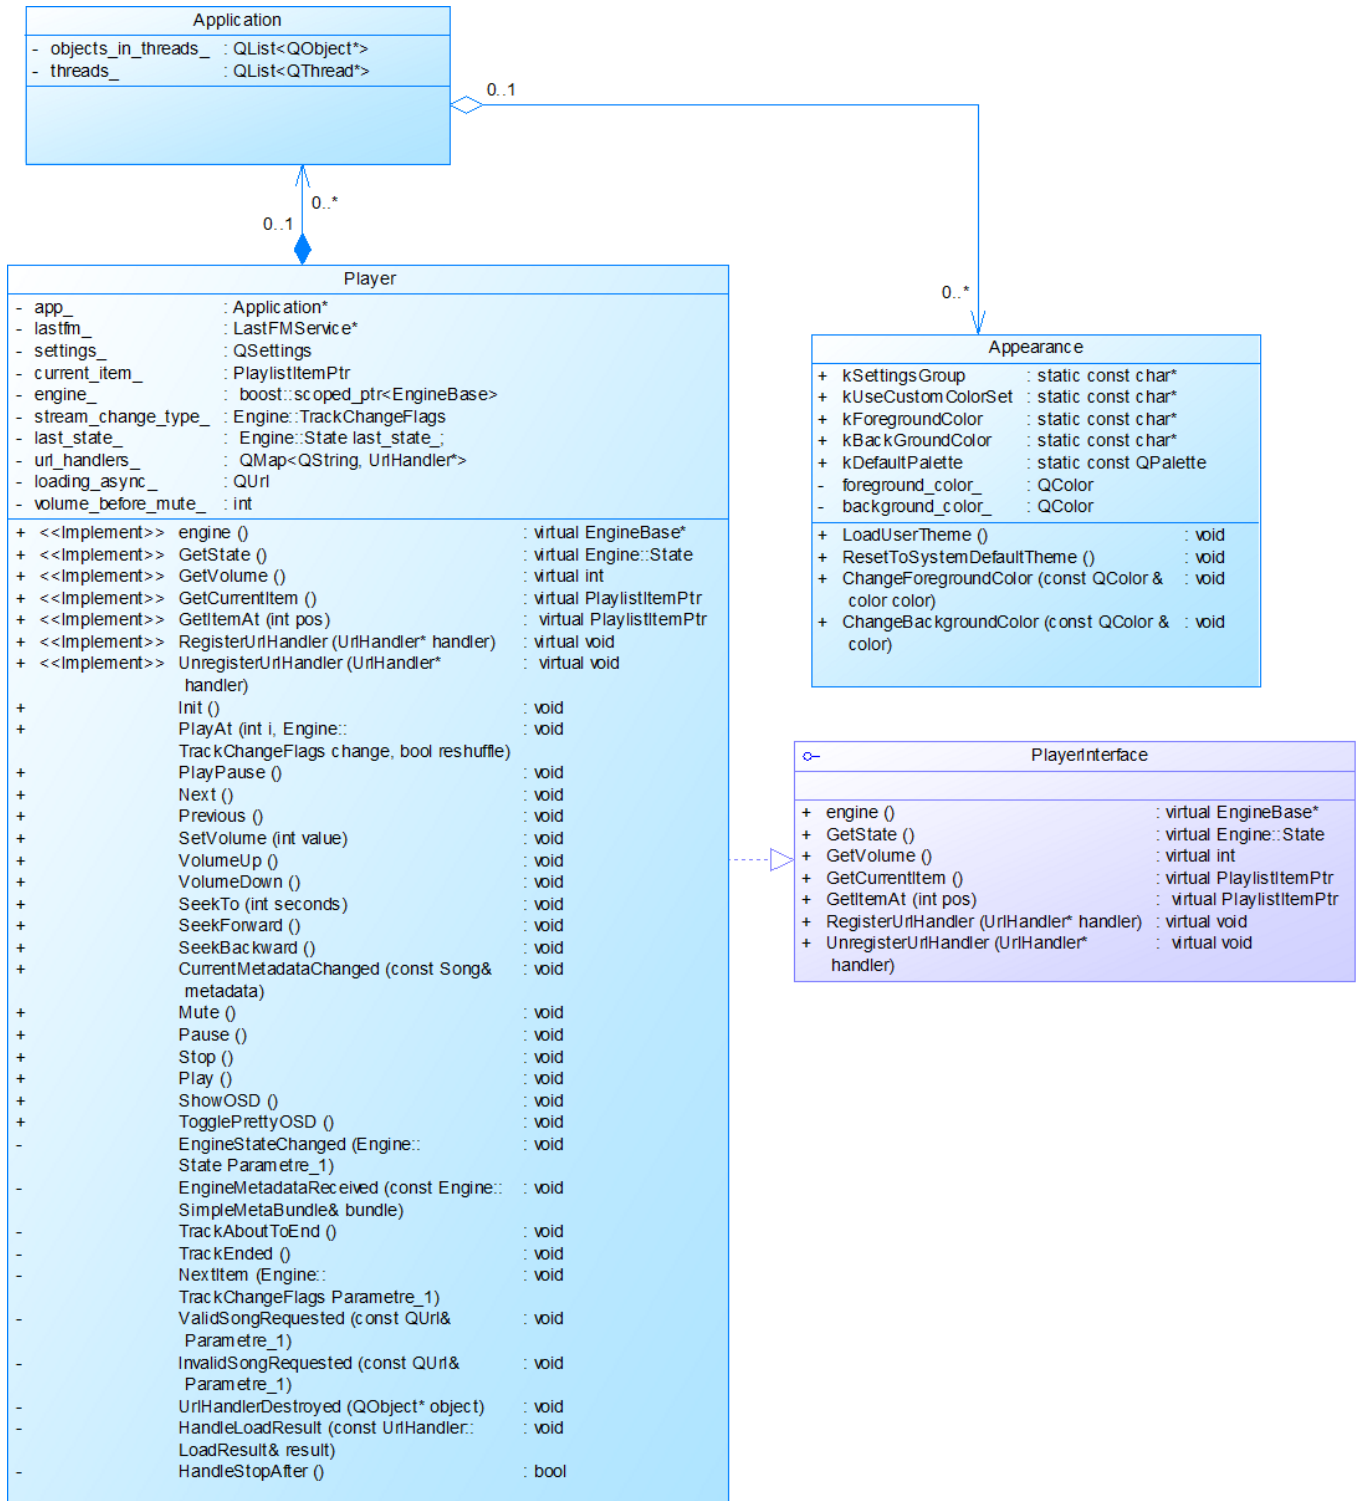 Application
- objects_in_threads_ : QList<QObject*>
- threads_ : QList<QThread*>
0..1
0..*
0..1
0..*
Player
- app_ : Application*
- lastfm_ : LastFMService*
- settings_ : QSettings
- current_item_ : PlaylistItemPtr
- engine_ : boost::scoped_ptr<EngineBase>
- stream_change_type_ : Engine::TrackChangeFlags
- last_state_ : Engine::State last_state_;
- url_handlers_ : QMap<QString, UrlHandler*>
- loading_async_ : QUrl
- volume_before_mute_ : int
+ <<Implement>> engine () : virtual EngineBase*
+ <<Implement>> GetState () : virtual Engine::State
+ <<Implement>> GetVolume () : virtual int
+ <<Implement>> GetCurrentItem () : virtual PlaylistItemPtr
+ <<Implement>> GetItemAt (int pos) : virtual PlaylistItemPtr
+ <<Implement>> RegisterUrlHandler (UrlHandler* handler) : virtual void
+ <<Implement>> UnregisterUrlHandler (UrlHandler* : virtual void
handler)
+ Init () : void
+ PlayAt (int i, Engine:: : void
TrackChangeFlags change, bool reshuffle)
+ PlayPause () : void
+ Next () : void
+ Previous () : void
+ SetVolume (int value) : void
+ VolumeUp () : void
+ VolumeDown () : void
+ SeekTo (int seconds) : void
+ SeekForward () : void
+ SeekBackward () : void
+ CurrentMetadataChanged (const Song& : void
metadata)
+ Mute () : void
+ Pause () : void
+ Stop () : void
+ Play () : void
+ ShowOSD () : void
+ TogglePrettyOSD () : void
- EngineStateChanged (Engine:: : void
State Parametre_1)
- EngineMetadataReceived (const Engine:: : void
SimpleMetaBundle& bundle)
- TrackAboutToEnd () : void
- TrackEnded () : void
- NextItem (Engine:: : void
TrackChangeFlags Parametre_1)
- ValidSongRequested (const QUrl& : void
Parametre_1)
- InvalidSongRequested (const QUrl& : void
Parametre_1)
- UrlHandlerDestroyed (QObject* object) : void
- HandleLoadResult (const UrlHandler:: : void
LoadResult& result)
- HandleStopAfter () : bool
Appearance
+ kSettingsGroup : static const char*
+ kUseCustomColorSet : static const char*
+ kForegroundColor : static const char*
+ kBackGroundColor : static const char*
+ kDefaultPalette : static const QPalette
- foreground_color_ : QColor
- background_color_ : QColor
+ LoadUserTheme () : void
+ ResetToSystemDefaultTheme () : void
+ ChangeForegroundColor (const QColor & : void
color color)
+ ChangeBackgroundColor (const QColor & : void
color)
PlayerInterface
+ engine () : virtual EngineBase*
+ GetState () : virtual Engine::State
+ GetVolume () : virtual int
+ GetCurrentItem () : virtual PlaylistItemPtr
+ GetItemAt (int pos) : virtual PlaylistItemPtr
+ RegisterUrlHandler (UrlHandler* handler) : virtual void
+ UnregisterUrlHandler (UrlHandler* : virtual void
handler)